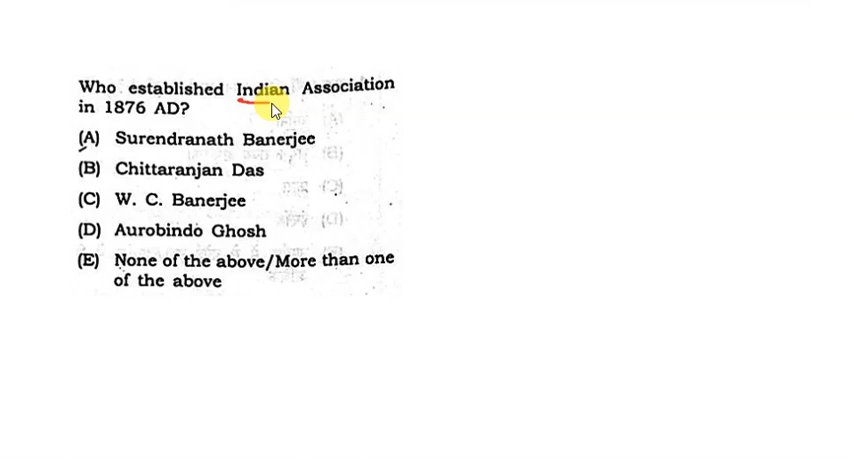 Who established Indian Association
in 1876 AD?
(A) Surendranath Banerjee
(B) Chittaranjan Das
(C) W. C. Banerjee
(D) Aurobindo Ghosh
(E) None of the above/More than one
of the above